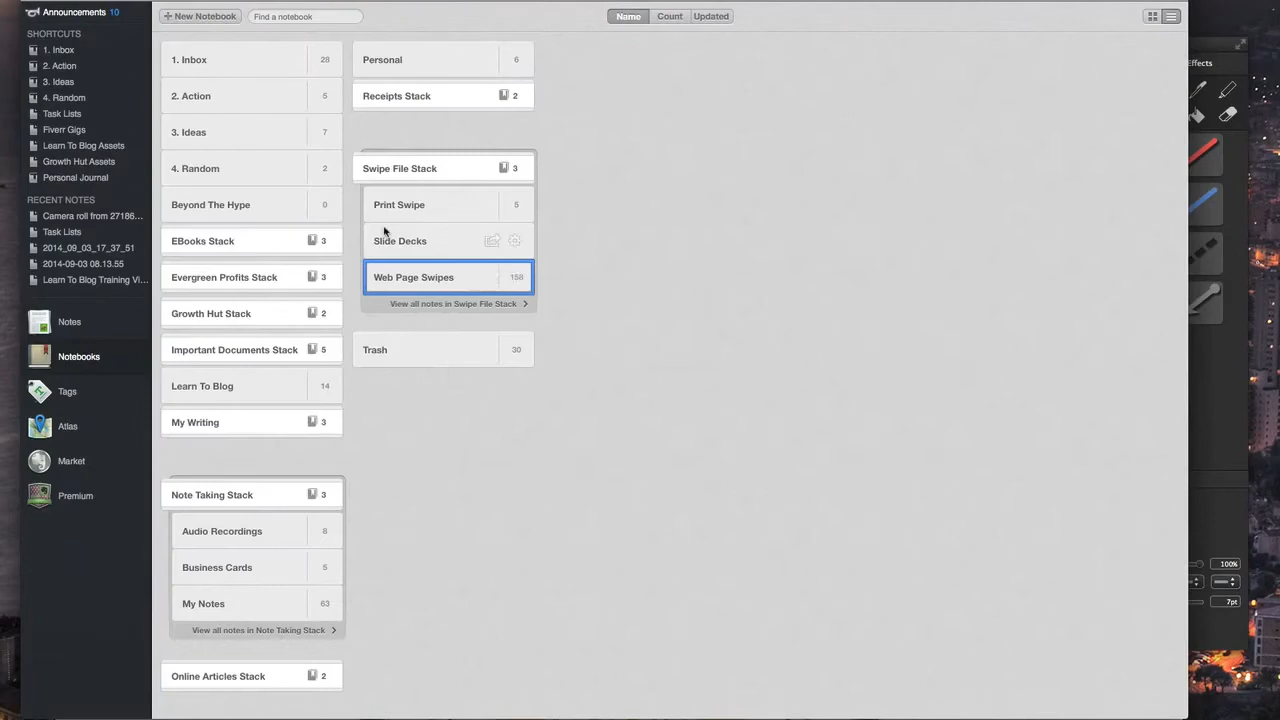 Announcements 10
SHORTCUTS
1. Inbox
2. Action
3. Ideas
4. Random
Task Lists
Fiverr Gigs
Learn To Blog Assets
Growth Hut Assets
Personal Journal
RECENT NOTES
Camera roll from 27186...
Task Lists
2014_09_03_17_37_51
2014-09-03 08.13.55
Learn To Blog Training Vi...
Notes
Notebooks
Tags
Atlas
Market
Premium
+ New Notebook
Find a notebook
Name
Count
Updated
1. Inbox 28
2. Action 5
3. Ideas 7
4. Random 2
Beyond The Hype 0
EBooks Stack 3
Evergreen Profits Stack 3
Growth Hut Stack 2
Important Documents Stack 5
Learn To Blog 14
My Writing 3
Note Taking Stack 3
Audio Recordings 8
Business Cards 5
My Notes 63
View all notes in Note Taking Stack
Online Articles Stack 2
Personal 6
Receipts Stack 2
Swipe File Stack 3
Print Swipe 5
Slide Decks
Web Page Swipes 158
View all notes in Swipe File Stack
Trash 30
Effects
100%
7pt